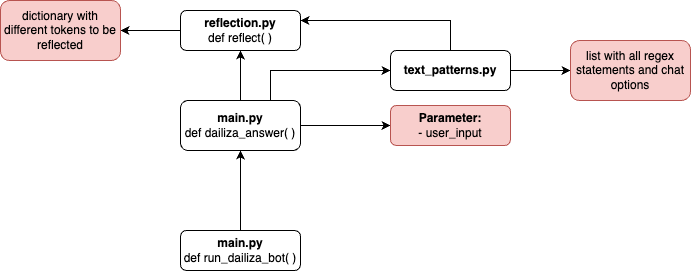 dictionary with
different tokens to be
reflected
reflection.py
def reflect( )
text_patterns.py
list with all regex
statements and chat
options
main.py
def dailiza_answer( )
Parameter:
- user_input
main.py
def run_dailiza_bot( )